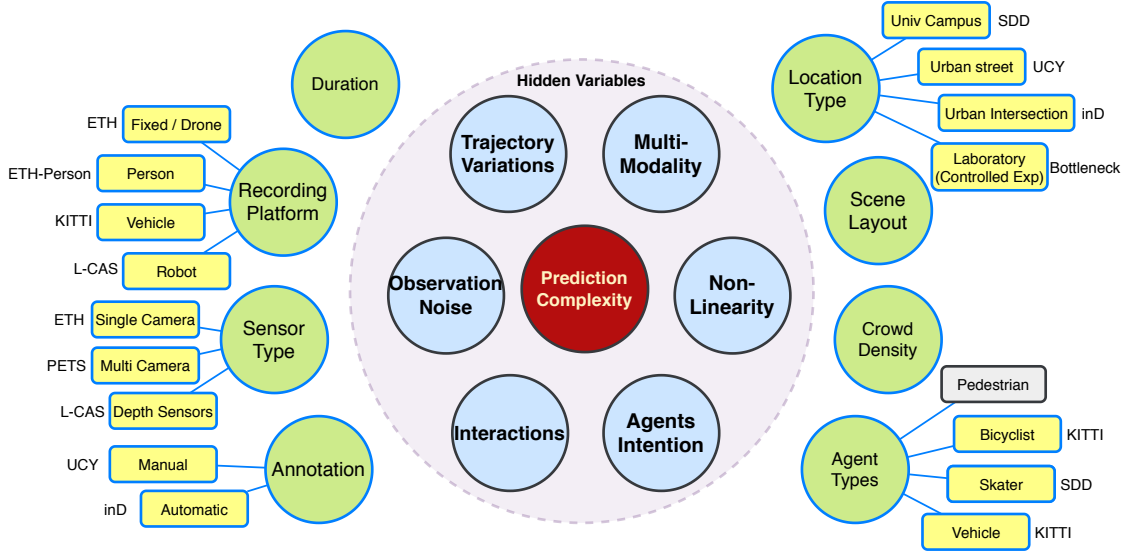 Duration
ETH
Fixed / Drone
ETH-Person
Person
KITTI
Vehicle
L-CAS
Robot
Recording
Platform
ETH
Single Camera
PETS
Multi Camera
L-CAS
Depth Sensors
Sensor
Type
UCY
Manual
inD
Automatic
Annotation
Hidden Variables
Trajectory
Variations
Multi-
Modality
Observation
Noise
Prediction
Complexity
Non-
Linearity
Interactions
Agents
Intention
Location
Type
Univ Campus
SDD
Urban street
UCY
Urban Intersection
inD
Laboratory
(Controlled Exp)
Bottleneck
Scene
Layout
Crowd
Density
Agent
Types
Pedestrian
Bicyclist
KITTI
Skater
SDD
Vehicle
KITTI